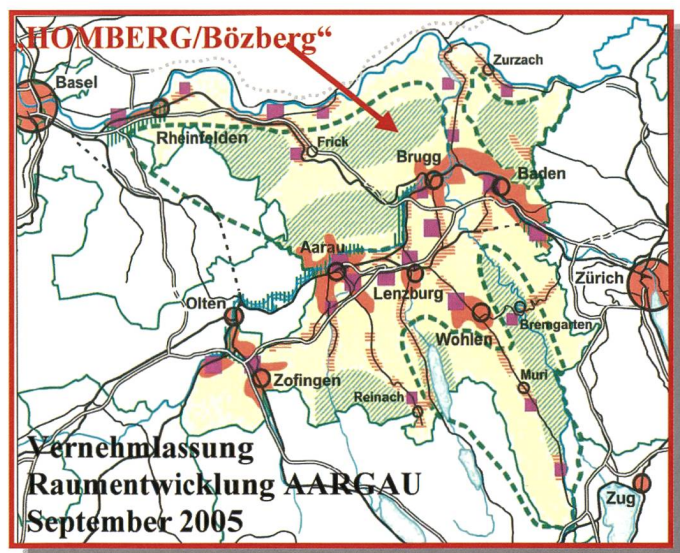 „HOMBERG/Bözberg“
Zurzach
Basel
Rheinfelden
Frick
Brugg
Baden
Aarau
Zürich
Lenzburg
Olten
Bremgarten
Wohlen
Muri
Zofingen
Reinach
Vernehmlassung
Raumentwicklung AARGAU
September 2005
Zug